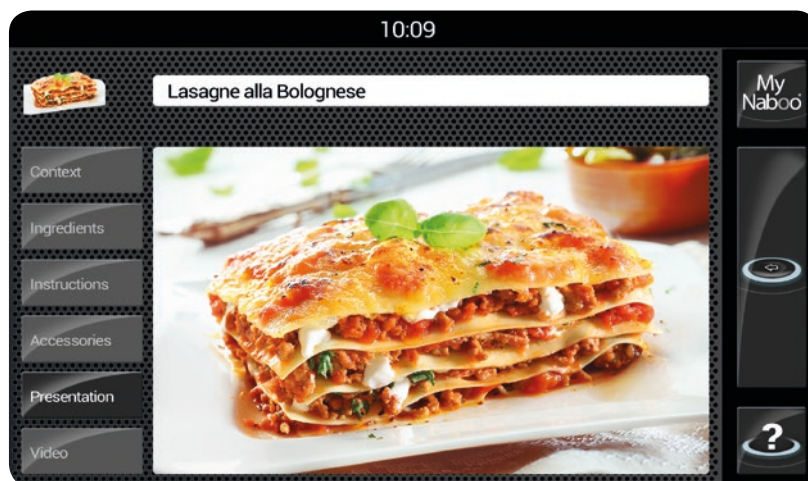 10:09
Lasagne alla Bolognese
My
Naboo
Context
Ingredients
Instructions
Accessories
Presentation
Video
?